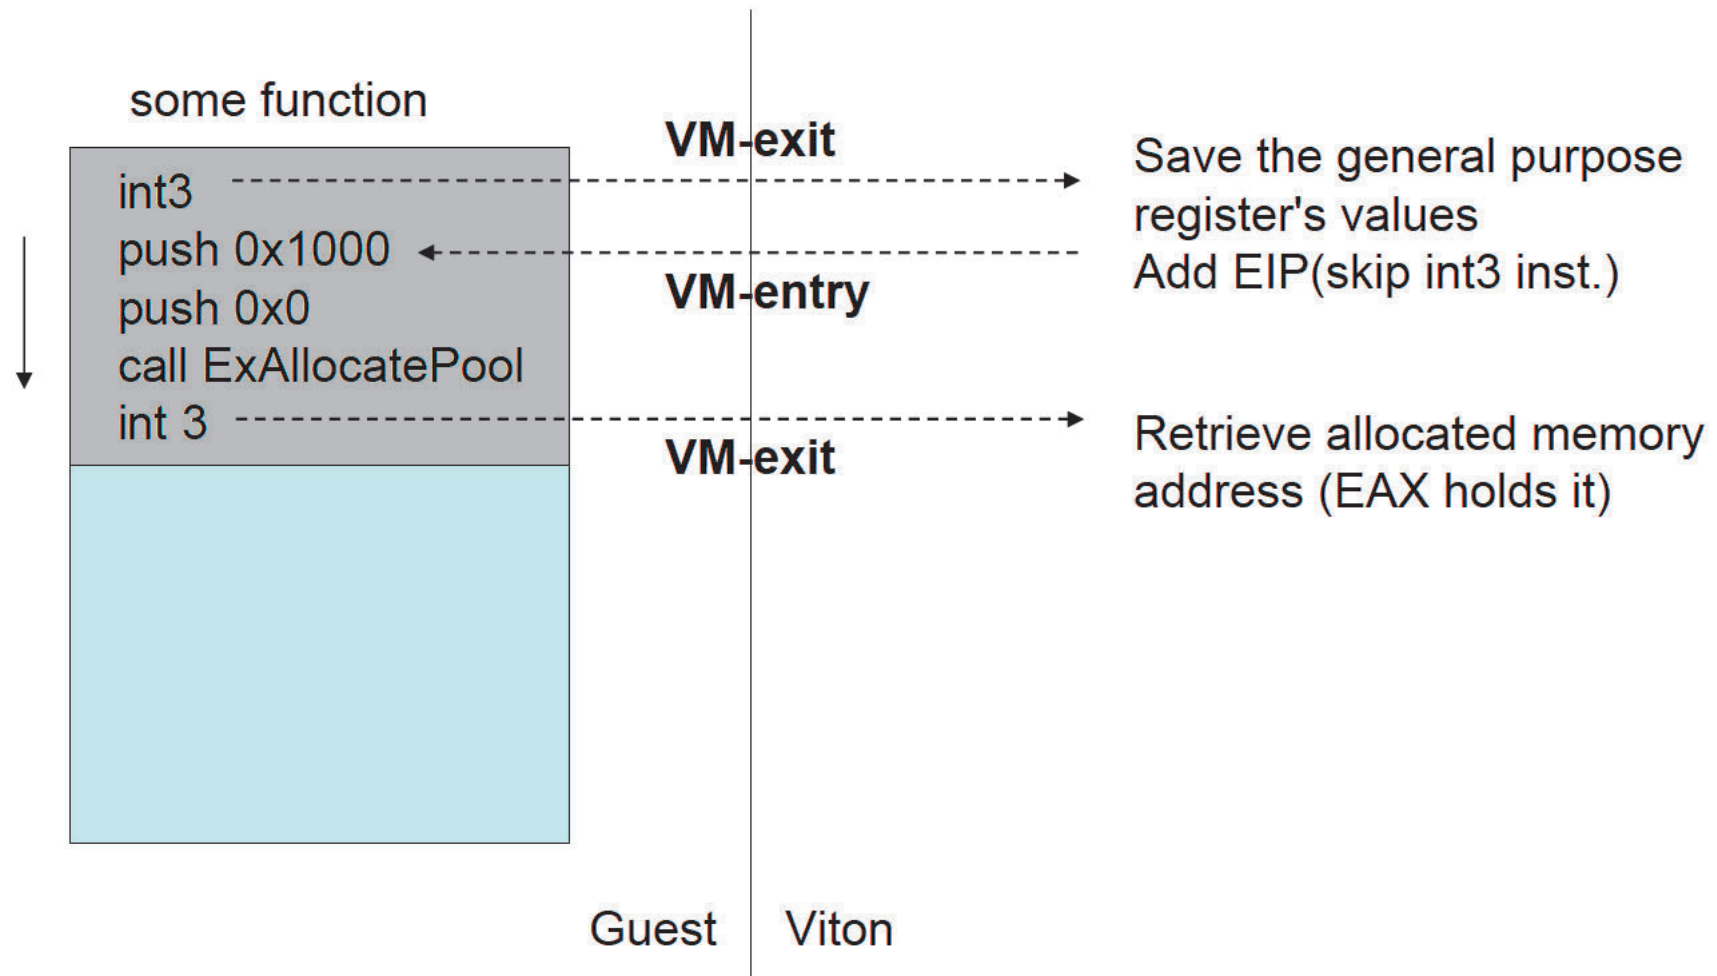 some function
int3
push 0x1000
push 0x0
call ExAllocatePool
int 3
VM-exit
VM-entry
VM-exit
Save the general purpose
register's values
Add EIP(skip int3 inst.)
Retrieve allocated memory
address (EAX holds it)
Guest
Viton